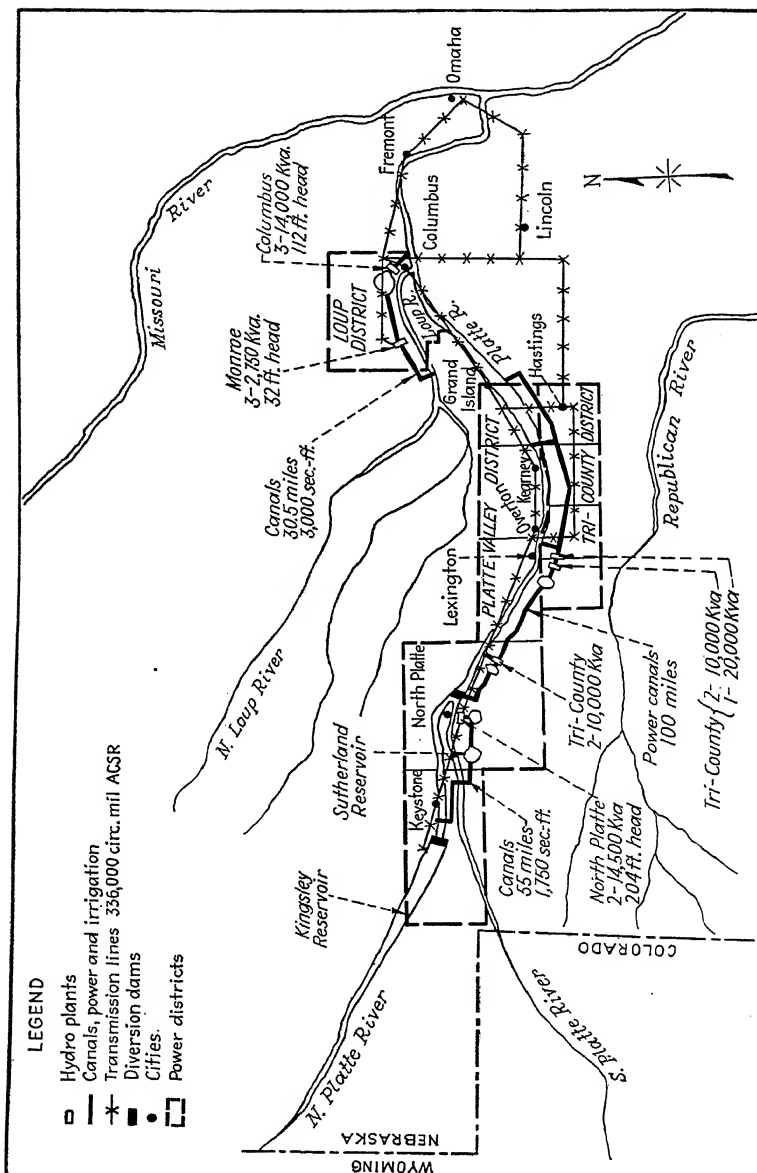 LEGEND
Hydro plants
Canals, power and irrigation
Transmission lines 336,000 circ. mil ACSR
Diversion dams
Cities
Power districts
WYOMING
NEBRASKA
COLORADO
N. Platte River
S. Platte River
Kingsley
Reservoir
Keystone
Sutherland
Reservoir
North Platte
N. Loup River
Canals
55 miles
1,750 sec.-ft.
North Platte
2-14,500 Kva
204 ft. head
Tri-County
2-10,000 Kva
Power canals
100 miles
Tri-County { 2- 10,000 Kva
1- 20,000 Kva
Lexington
PLATTE VALLEY DISTRICT
Overton
Kearney
TRI-COUNTY DISTRICT
Republican River
Hastings
Grand
Island
Platte R.
Loup R.
Canals
30.5 miles
3,000 sec.-ft.
Monroe
3-2,750 Kva.
32 ft. head
LOUP
DISTRICT
Columbus
3-14,000 Kva.
112 ft. head
Columbus
Fremont
Omaha
Lincoln
Missouri
River
N